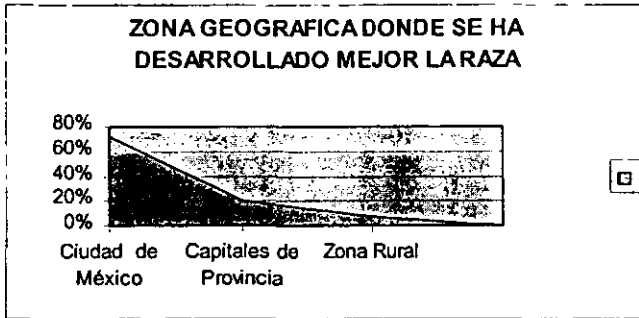 ZONA GEOGRAFICA DONDE SE HA
DESARROLLADO MEJOR LA RAZA
80%
60%
40%
20%
0%
Ciudad de
México
Capitales de
Provincia
Zona Rural